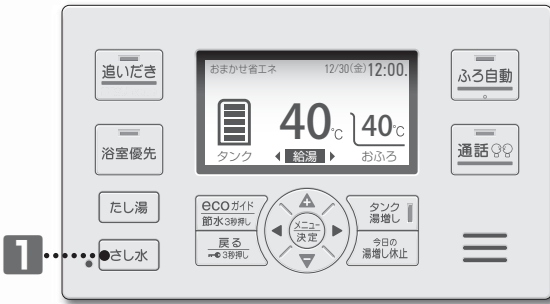 追いだき
浴室優先
たし湯
1
さし水
おまかせ省エネ
12/30(金)12:00
タンク
40℃
給湯
40℃
おふろ
ecoガイド
節水3秒押し
戻る
3秒押し
メニュー
決定
タンク
湯増し
今日の
湯増し休止
ふろ自動
通話